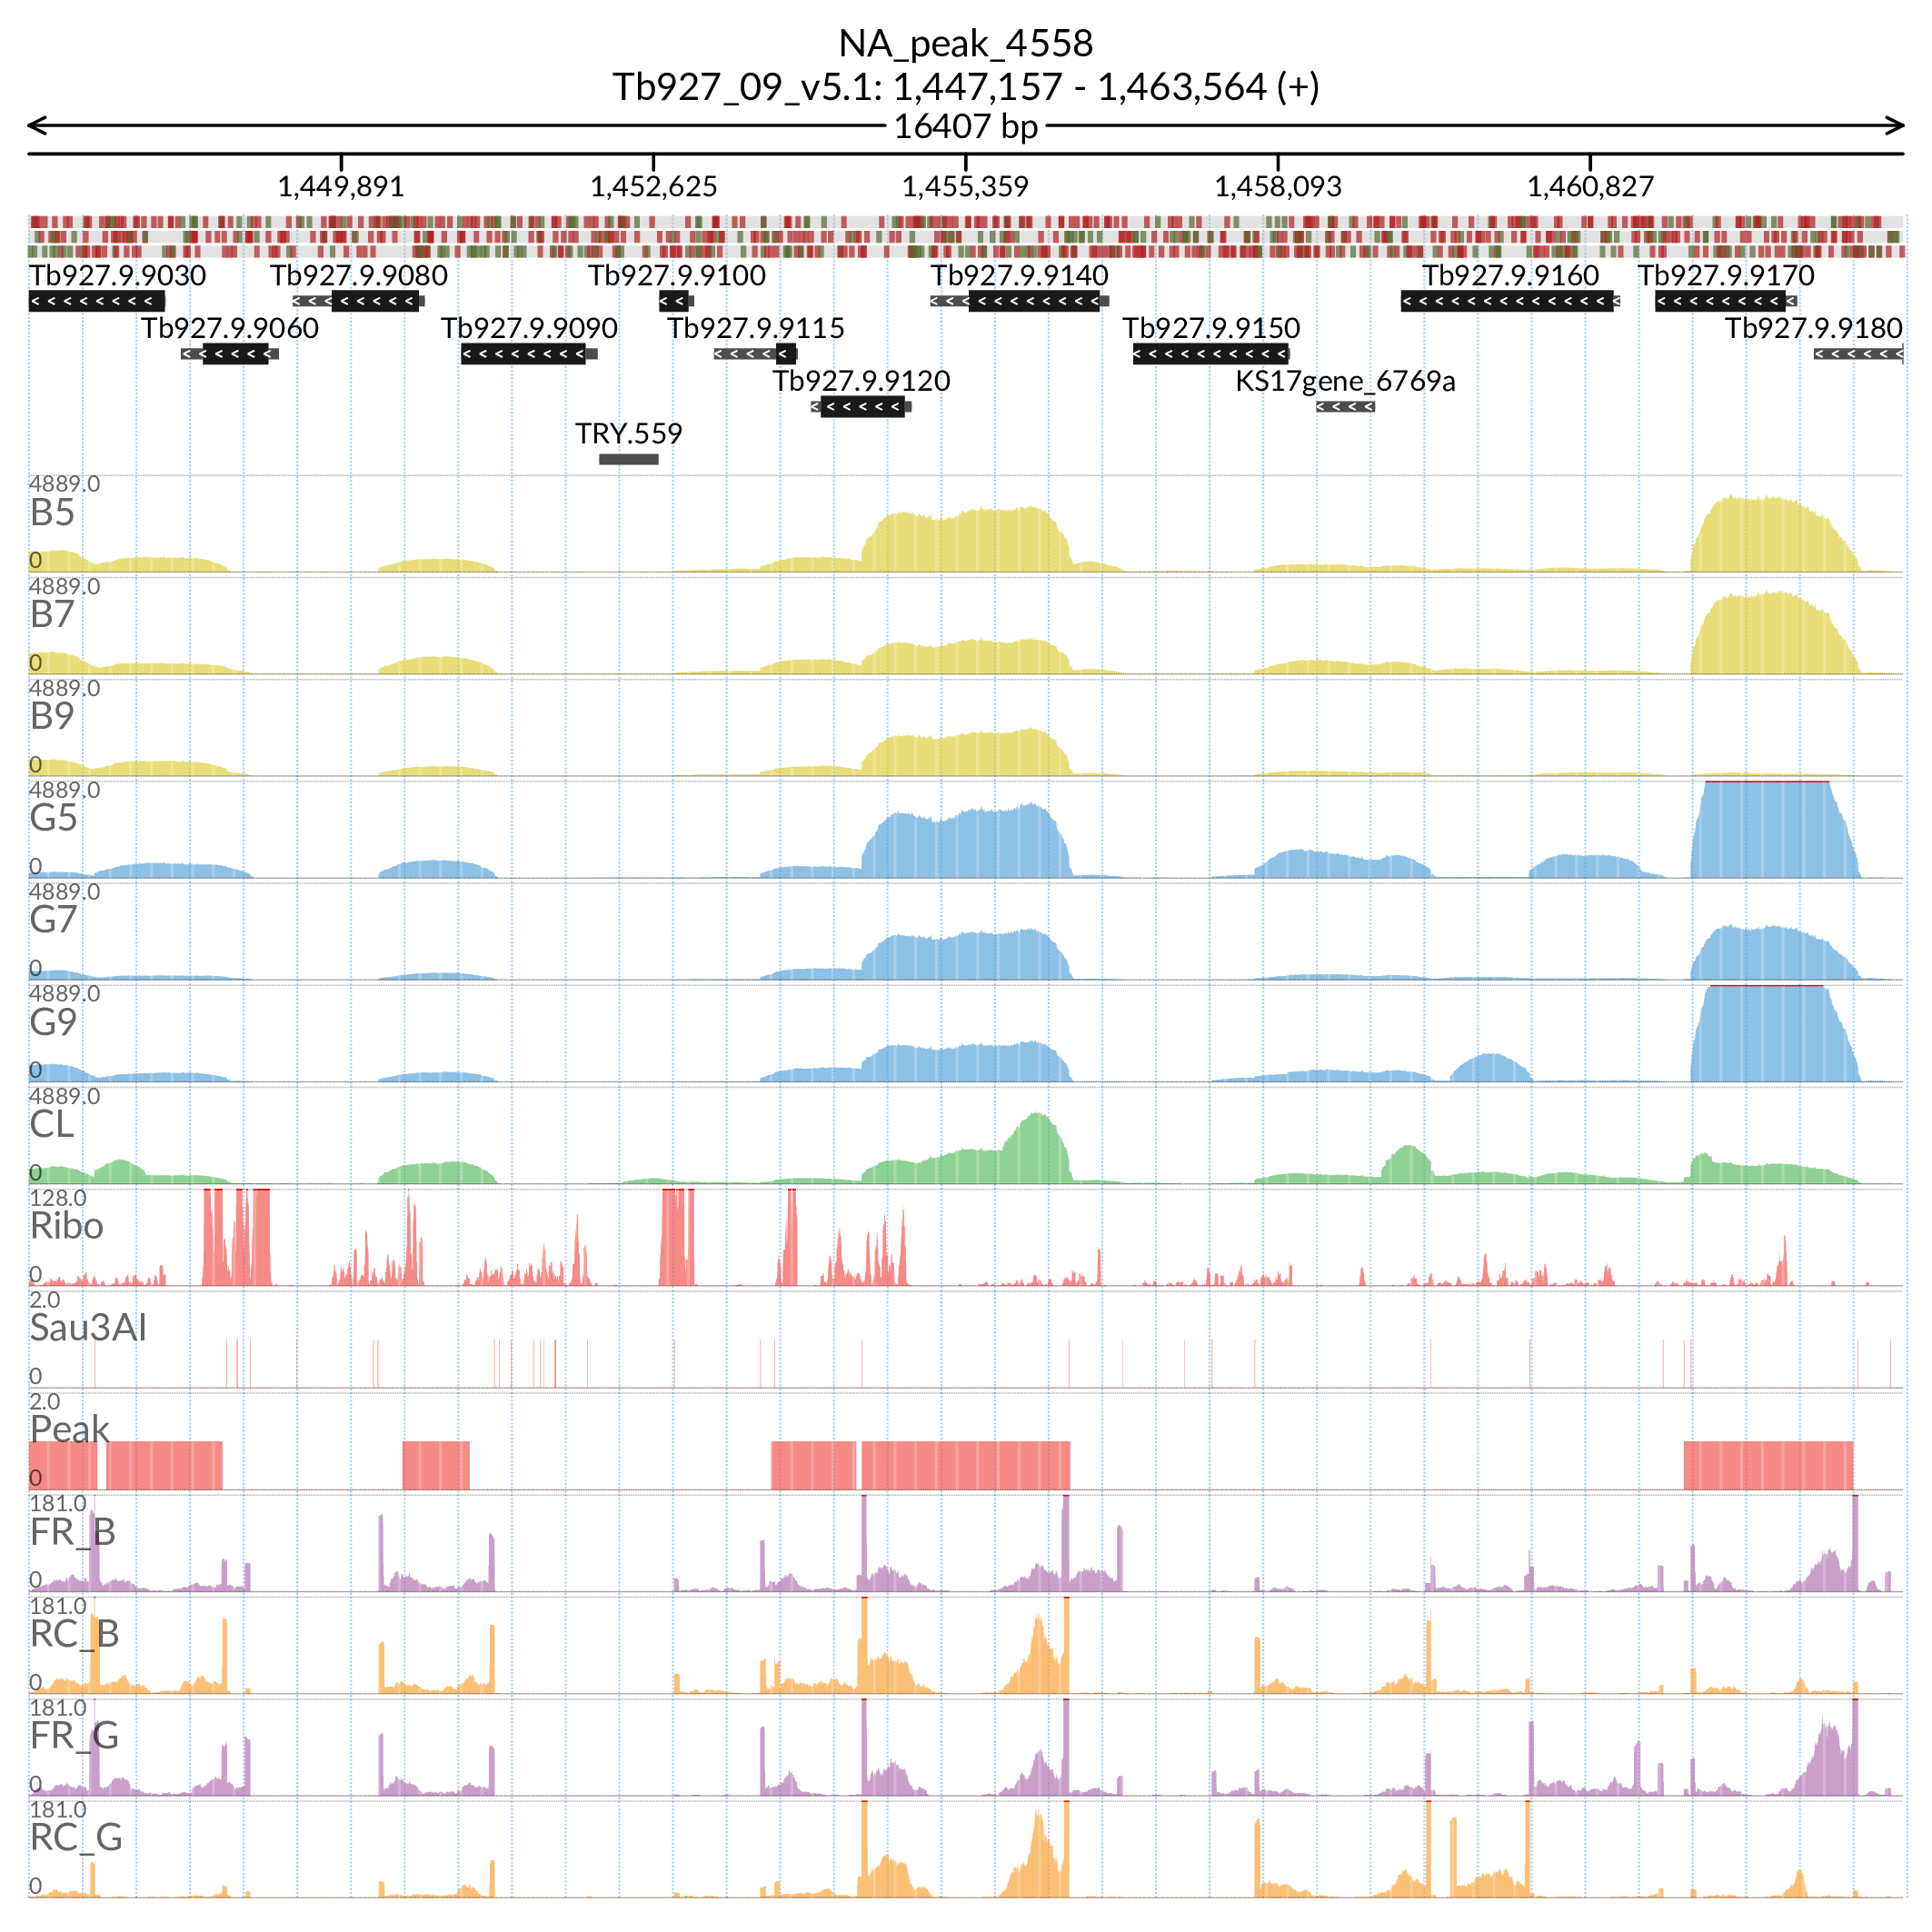 NA_peak_4558
Tb927_09_v5.1: 1,447,157 - 1,463,564 (+)
16407 bp
1,449,891 1,452,625 1,455,359 1,458,093 1,460,827
Tb927.9.9030 Tb927.9.9080 Tb927.9.9100 Tb927.9.9140 Tb927.9.9160 Tb927.9.9170
Tb927.9.9060 Tb927.9.9090 Tb927.9.9115 Tb927.9.9150 Tb927.9.9180
Tb927.9.9120 KS17gene_6769a
TRY.559
4889.0
B5
0
4889.0
B7
0
4889.0
B9
0
4889.0
G5
0
4889.0
G7
0
4889.0
G9
0
4889.0
CL
0
128.0
Ribo
0
2.0
Sau3AI
0
2.0
Peak
0
181.0
FR_B
0
181.0
RC_B
0
181.0
FR_G
0
181.0
RC_G
0